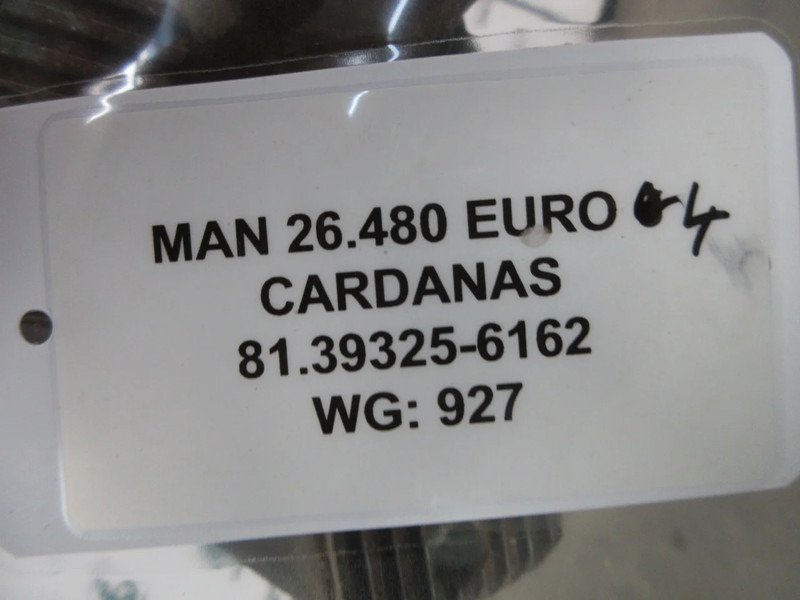 MAN 26.480 EURO 4
CARDANAS
81.39325-6162
WG: 927